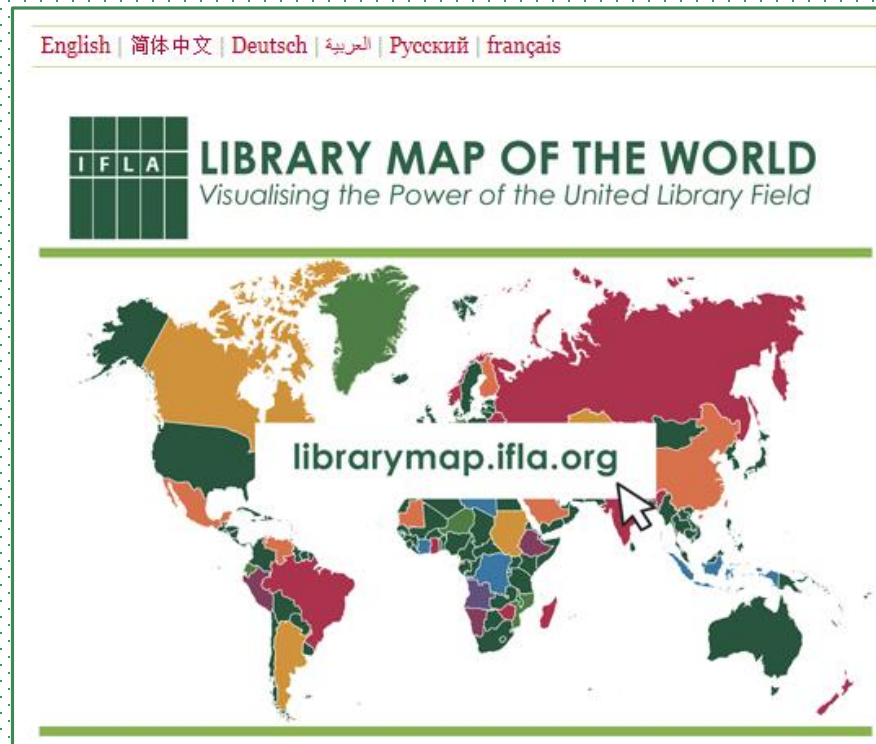 English | 简体中文 | Deutsch | العربية | Русский | français
IFLA
LIBRARY MAP OF THE WORLD
Visualising the Power of the United Library Field
librarymap.ifla.org